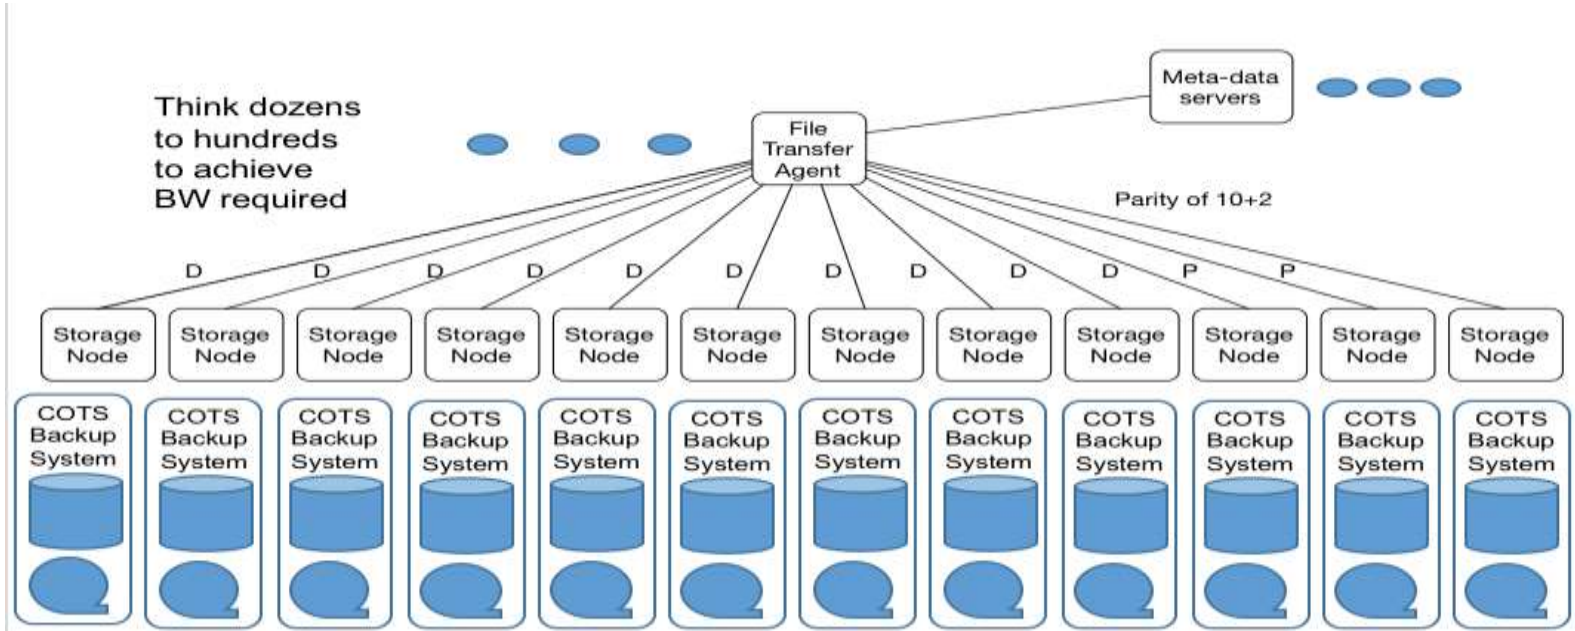 Meta-data
servers
Think dozens
to hundreds
to achieve
BW required
File
Transfer
Agent
Parity of 10+2
D D D D D D D D D D P P
Storage
Node
Storage
Node
Storage
Node
Storage
Node
Storage
Node
Storage
Node
Storage
Node
Storage
Node
Storage
Node
Storage
Node
Storage
Node
Storage
Node
COTS
Backup
System
COTS
Backup
System
COTS
Backup
System
COTS
Backup
System
COTS
Backup
System
COTS
Backup
System
COTS
Backup
System
COTS
Backup
System
COTS
Backup
System
COTS
Backup
System
COTS
Backup
System
COTS
Backup
System